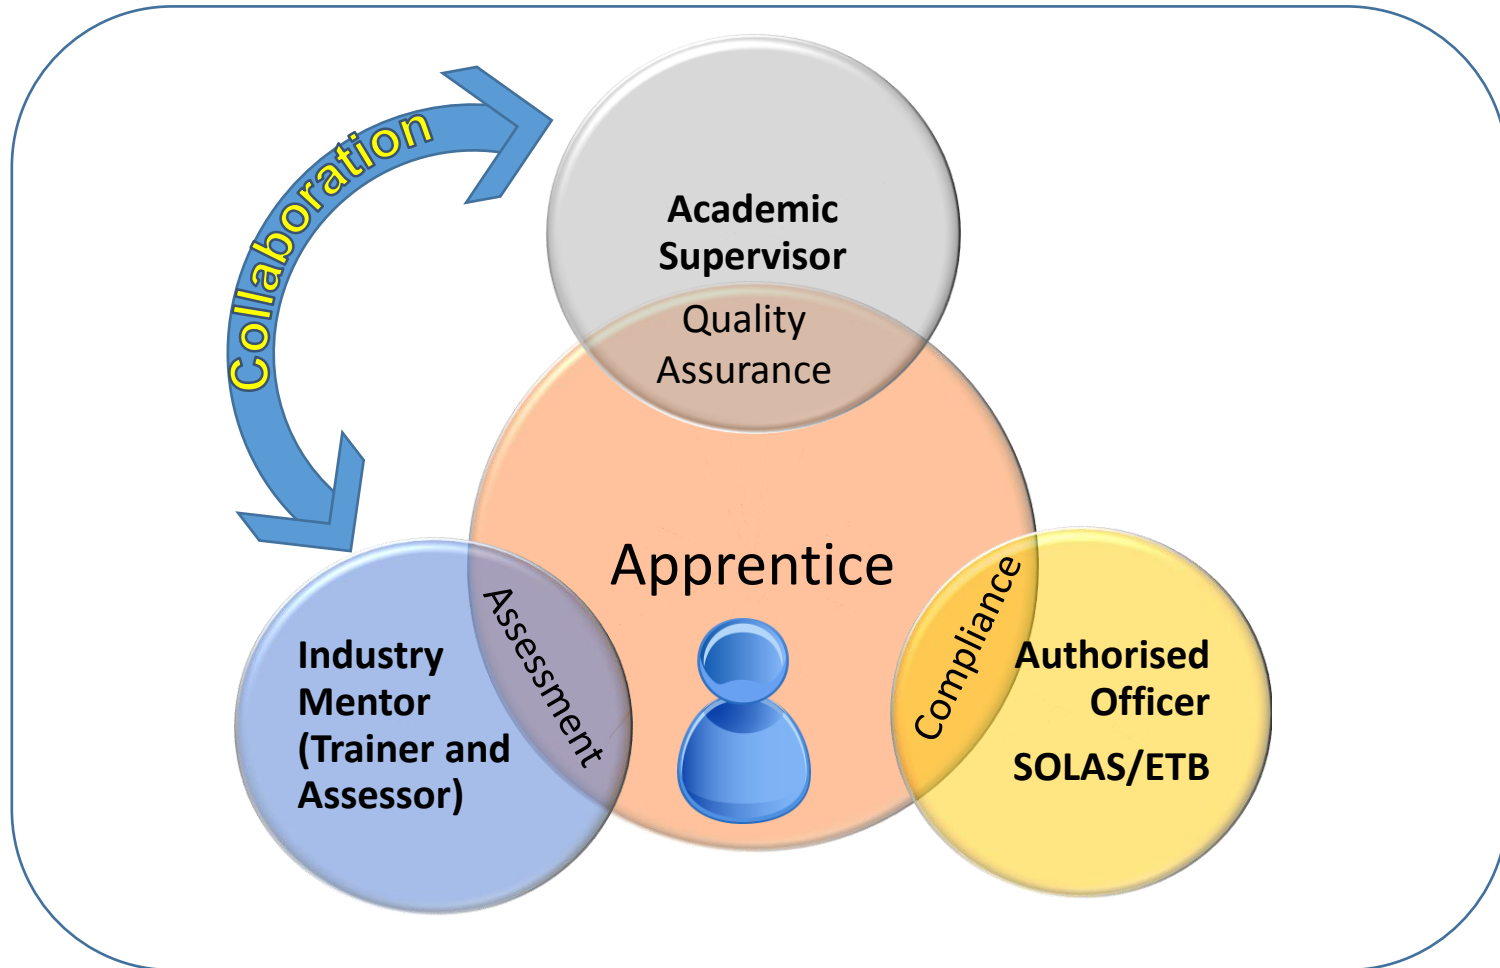 Collaboration
Academic
Supervisor
Quality
Assurance
Apprentice
Assessment
Industry
Mentor
(Trainer and
Assessor)
Compliance
Authorised
Officer
SOLAS/ETB